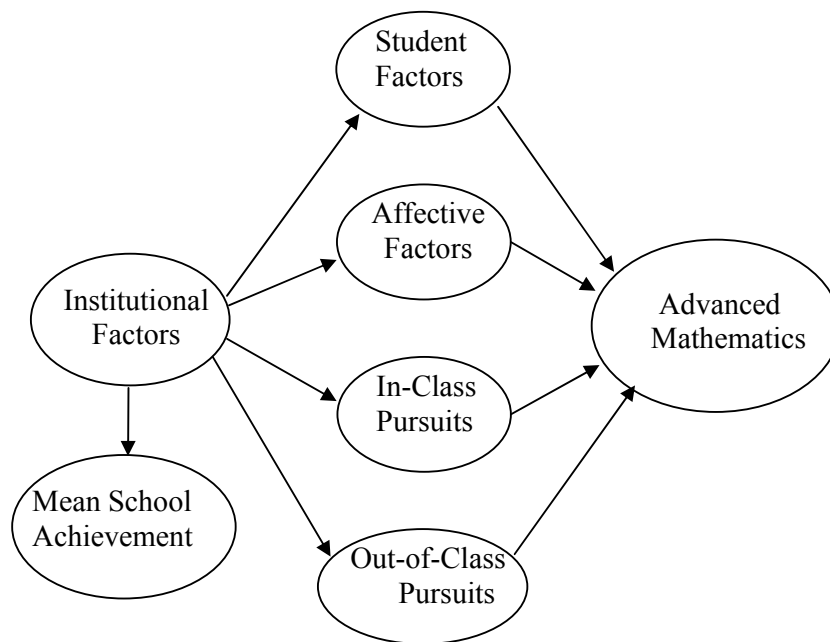 Student
Factors
Affective
Factors
Institutional
Factors
Advanced
Mathematics
In-Class
Pursuits
Mean School
Achievement
Out-of-Class
Pursuits